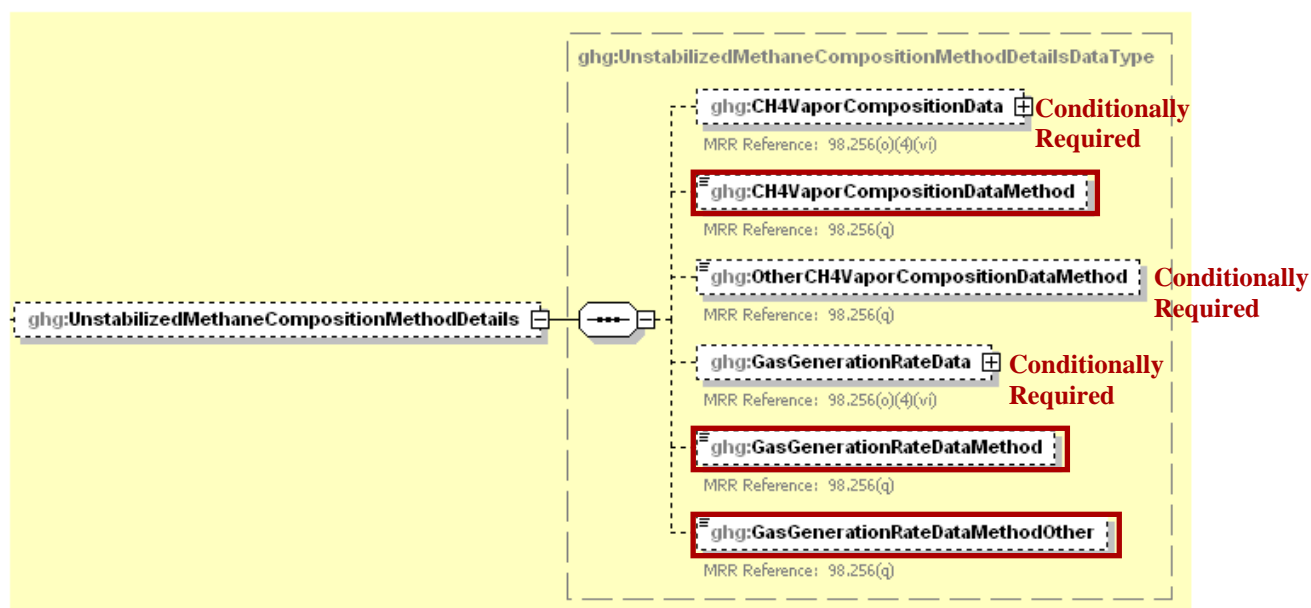 ghg:UnstabilizedMethaneCompositionMethodDetailsDataType
ghg:CH4VaporCompositionData
Conditionally
Required
MRR Reference: 98.256(o)(4)(vi)
ghg:CH4VaporCompositionDataMethod
MRR Reference: 98.256(q)
ghg:OtherCH4VaporCompositionDataMethod
Conditionally
Required
MRR Reference: 98.256(q)
ghg:UnstabilizedMethaneCompositionMethodDetails
ghg:GasGenerationRateData
Conditionally
Required
MRR Reference: 98.256(o)(4)(vi)
ghg:GasGenerationRateDataMethod
MRR Reference: 98.256(q)
ghg:GasGenerationRateDataMethodOther
MRR Reference: 98.256(q)